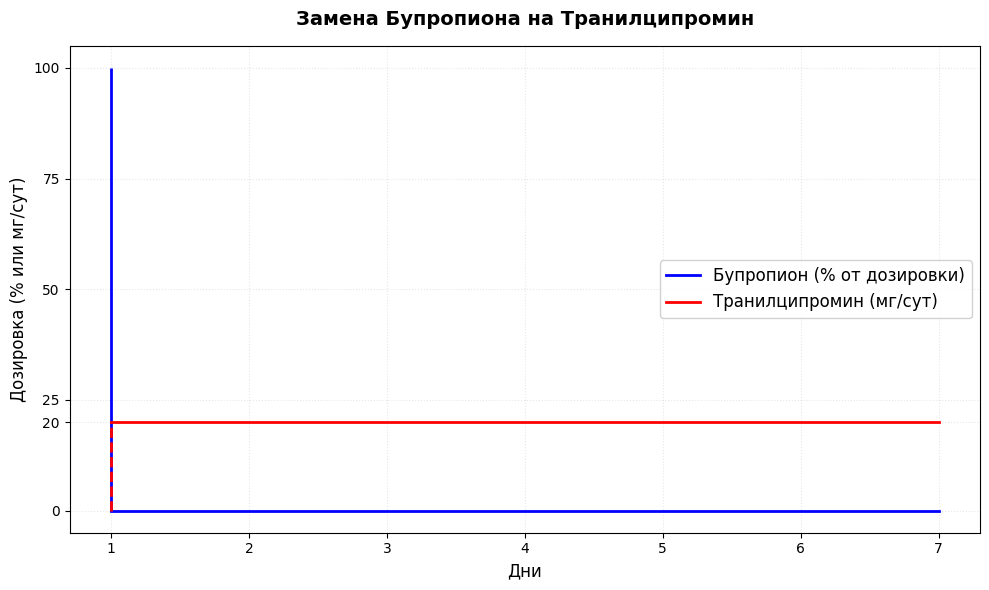 Замена Бупропиона на Транилципромин
Дозировка (% или мг/сут)
100
75
50
25
20
0
Бупропион (% от дозировки)
Транилципромин (мг/сут)
1 2 3 4 5 6 7
Дни